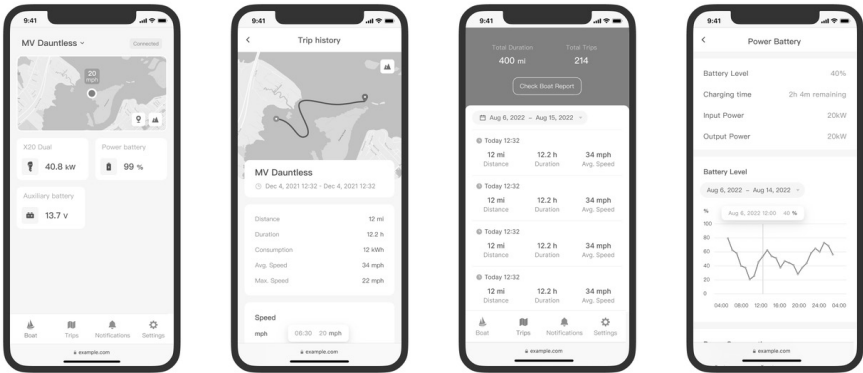 9:41
MV Dauntless
Connected
20
mph
X20 Dual
40.8 kW
Power battery
99 %
Auxiliary battery
13.7 V
Boat
Trips
Notifications
Settings
example.com
9:41
Trip history
MV Dauntless
Dec 4, 2021 12:32 - Dec 4, 2021 12:32
Distance 12 mi
Duration 12.2 h
Consumption 12 kWh
Avg. Speed 34 mph
Max. Speed 22 mph
Speed
mph
06:30 20 mph
example.com
9:41
Total Duration Total Trips
400 mi 214
Check Boat Report
Aug 6, 2022 – Aug 15, 2022
Today 12:32
12 mi 12.2 h 34 mph
Distance Duration Avg. Speed
Today 12:32
12 mi 12.2 h 34 mph
Distance Duration Avg. Speed
Today 12:32
12 mi 12.2 h 34 mph
Distance Duration Avg. Speed
Today 12:32
12 mi 12.2 h 34 mph
Distance Duration Avg. Speed
Boat
Trips
Notifications
Settings
example.com
9:41
Power Battery
Battery Level 40%
Charging time 2h 4m remaining
Input Power 20kW
Output Power 20kW
Battery Level
Aug 6, 2022 – Aug 14, 2022
%
Aug 6, 2022 12:00 40 %
100
80
60
40
20
0
04:00 08:00 12:00 16:00 20:00 24:00 04:00
example.com